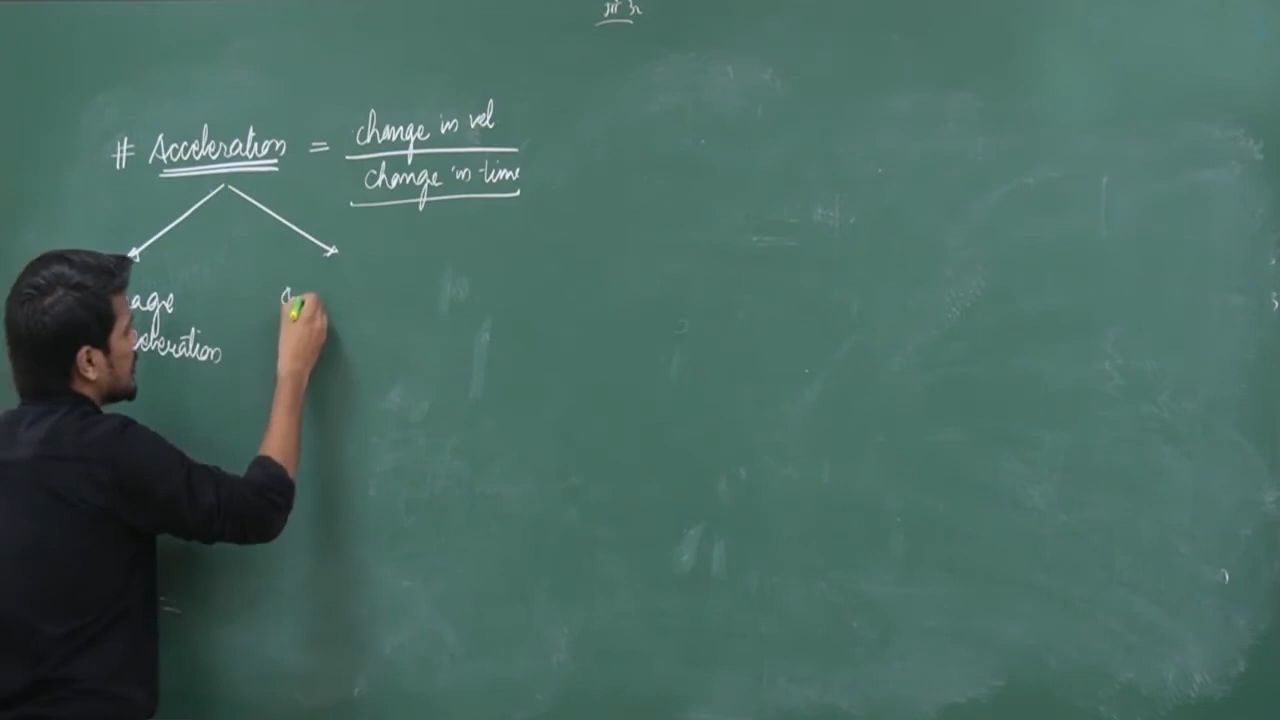 # Acceleration = change in vel
change in time
age
celeration